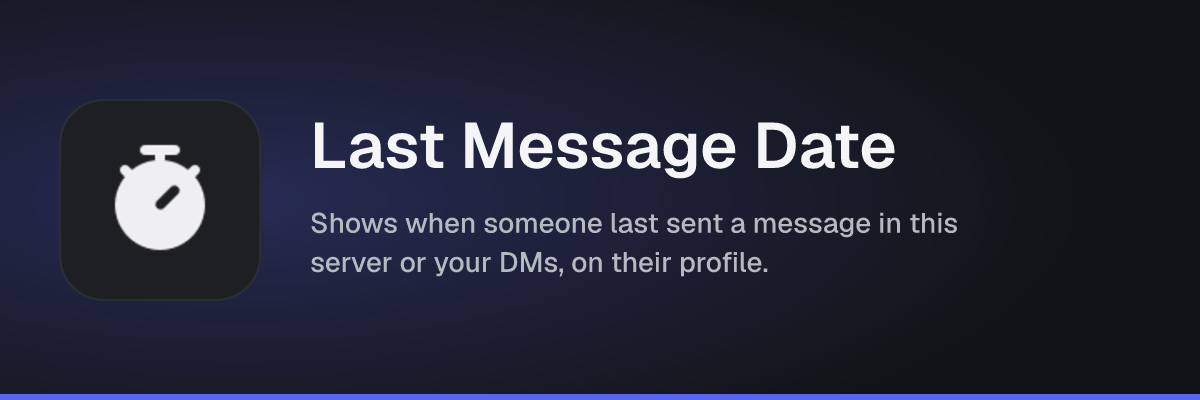 Last Message Date
Shows when someone last sent a message in this
server or your DMs, on their profile.